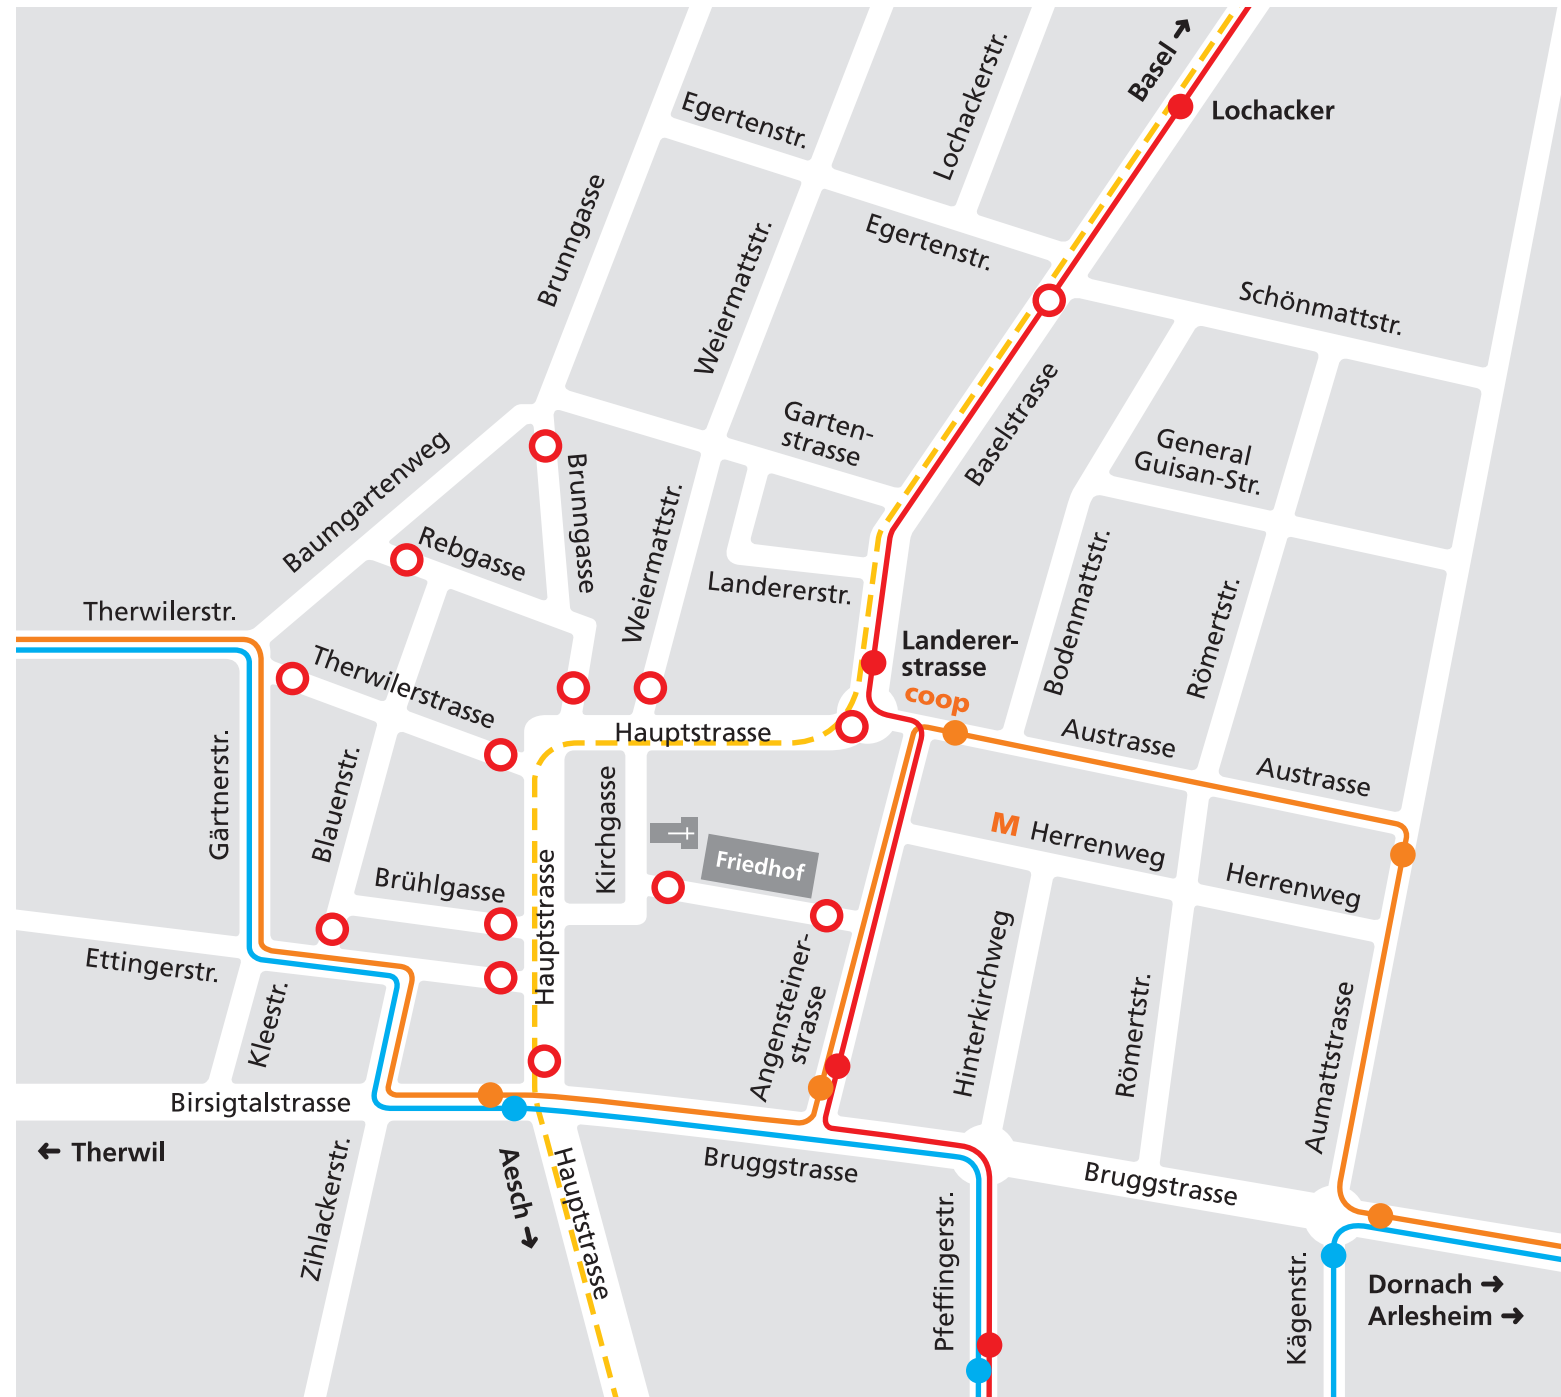 Basel →
Lochackerstr.
Lochacker
Egertenstr.
Brunngasse
Egertenstr.
Weiermattstr.
Schönmattstr.
Baselstrasse
Garten-
strasse
General
Guisan-Str.
Baumgartenweg
Brunngasse
Rebgasse
Weiermattstr.
Landererstr.
Bodenmattstr.
Römertstr.
Therwilerstr.
Landerer-
strasse
coop
Therwilerstrasse
Hauptstrasse
Austrasse
Austrasse
Gärtnerstr.
Blauenstr.
Kirchgasse
M
Herrenweg
Friedhof
Brühlgasse
Herrenweg
Hauptstrasse
Ettingerstr.
Kleestr.
Angensteiner-
strasse
Hinterkirchweg
Römertstr.
Aumattstrasse
Birsigtalstrasse
← Therwil
Zihlackerstr.
Aesch →
Hauptstrasse
Bruggstrasse
Bruggstrasse
Pfeffingerstr.
Kägenstr.
Dornach →
Arlesheim →